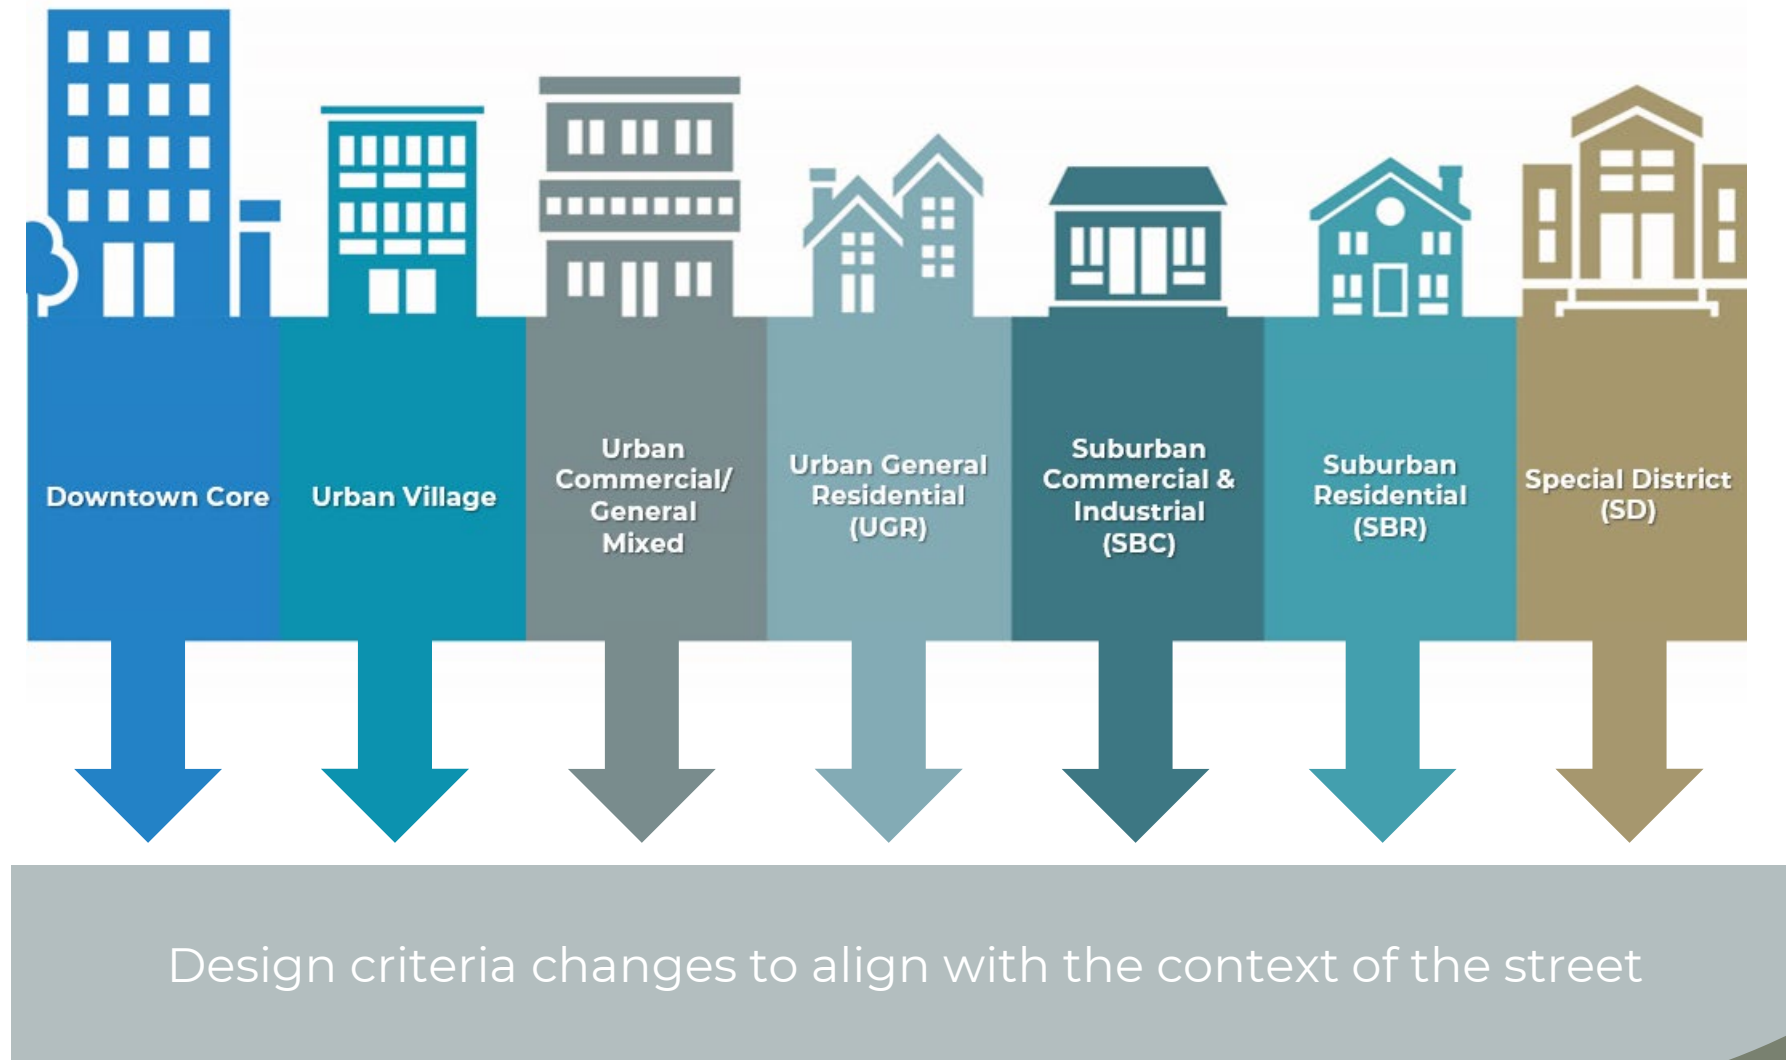 Downtown Core
Urban Village
Urban
Commercial/
General
Mixed
Urban General
Residential
(UGR)
Suburban
Commercial &
Industrial
(SBC)
Suburban
Residential
(SBR)
Special District
(SD)
Design criteria changes to align with the context of the street